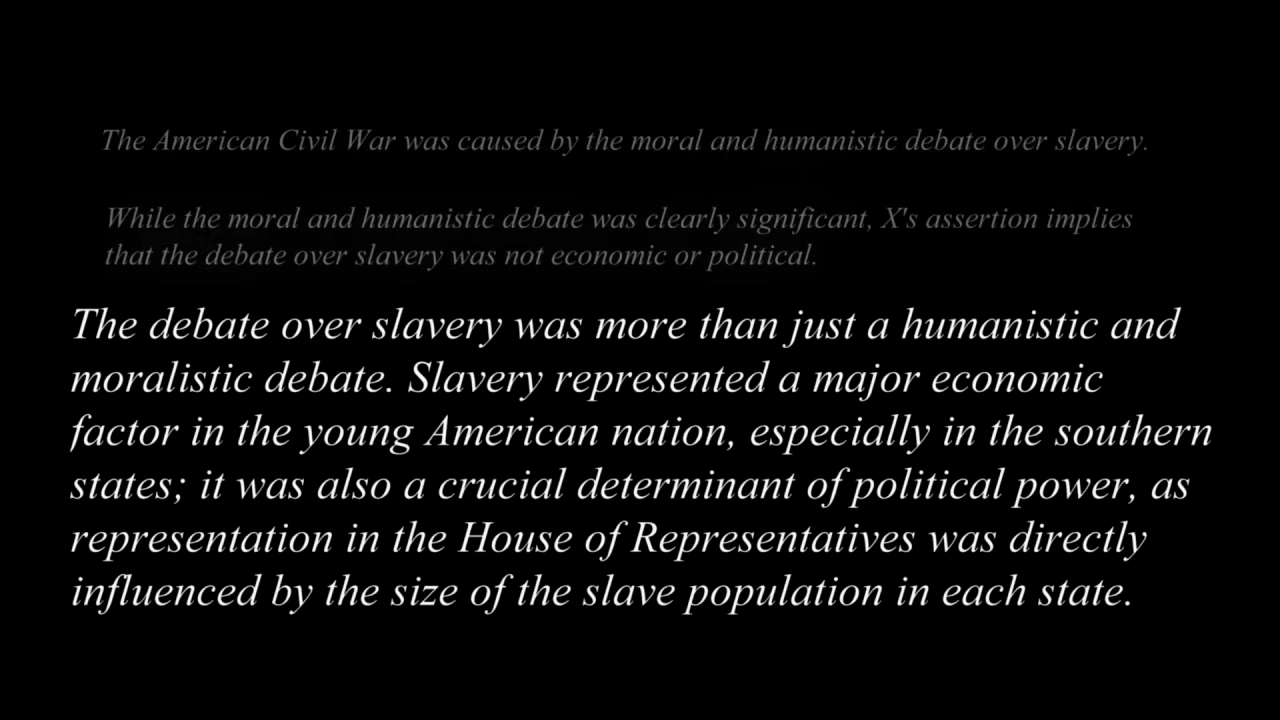 The American Civil War was caused by the moral and humanistic debate over slavery.
While the moral and humanistic debate was clearly significant, X's assertion implies
that the debate over slavery was not economic or political.
The debate over slavery was more than just a humanistic and
moralistic debate. Slavery represented a major economic
factor in the young American nation, especially in the southern
states; it was also a crucial determinant of political power, as
representation in the House of Representatives was directly
influenced by the size of the slave population in each state.